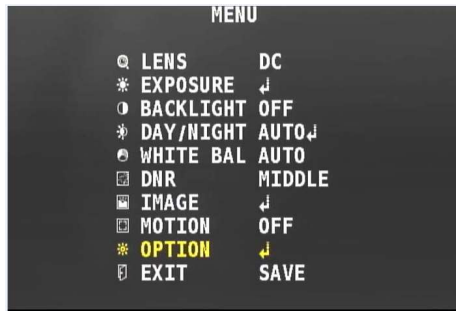 MENU
LENS DC
EXPOSURE ↲
BACKLIGHT OFF
DAY/NIGHT AUTO↲
WHITE BAL AUTO
DNR MIDDLE
IMAGE ↲
MOTION OFF
OPTION ↲
EXIT SAVE